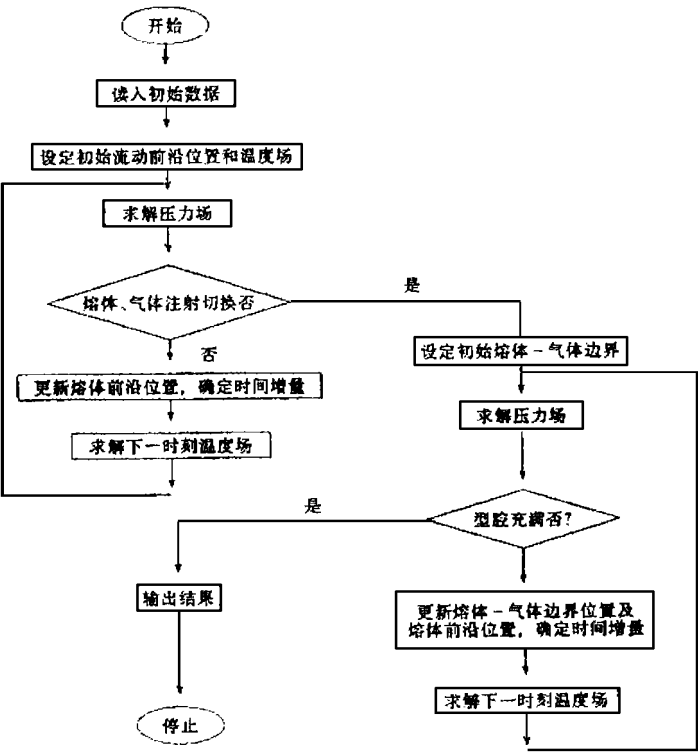 开始
读入初始数据
设定初始流动前沿位置和温度场
求解压力场
熔体、气体注射切换否
是
否
设定初始熔体-气体边界
更新熔体前沿位置，确定时间增量
求解压力场
求解下一时刻温度场
是
型腔充满否?
输出结果
更新熔体-气体边界位置及
熔体前沿位置，确定时间增量
求解下一时刻温度场
停止